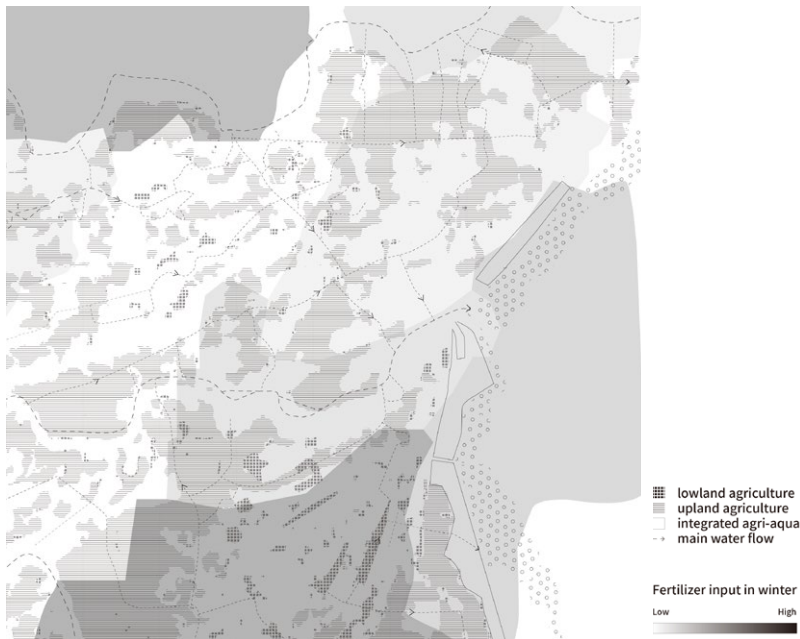 lowland agriculture
upland agriculture
integrated agri-aqua
main water flow
Fertilizer input in winter
Low High